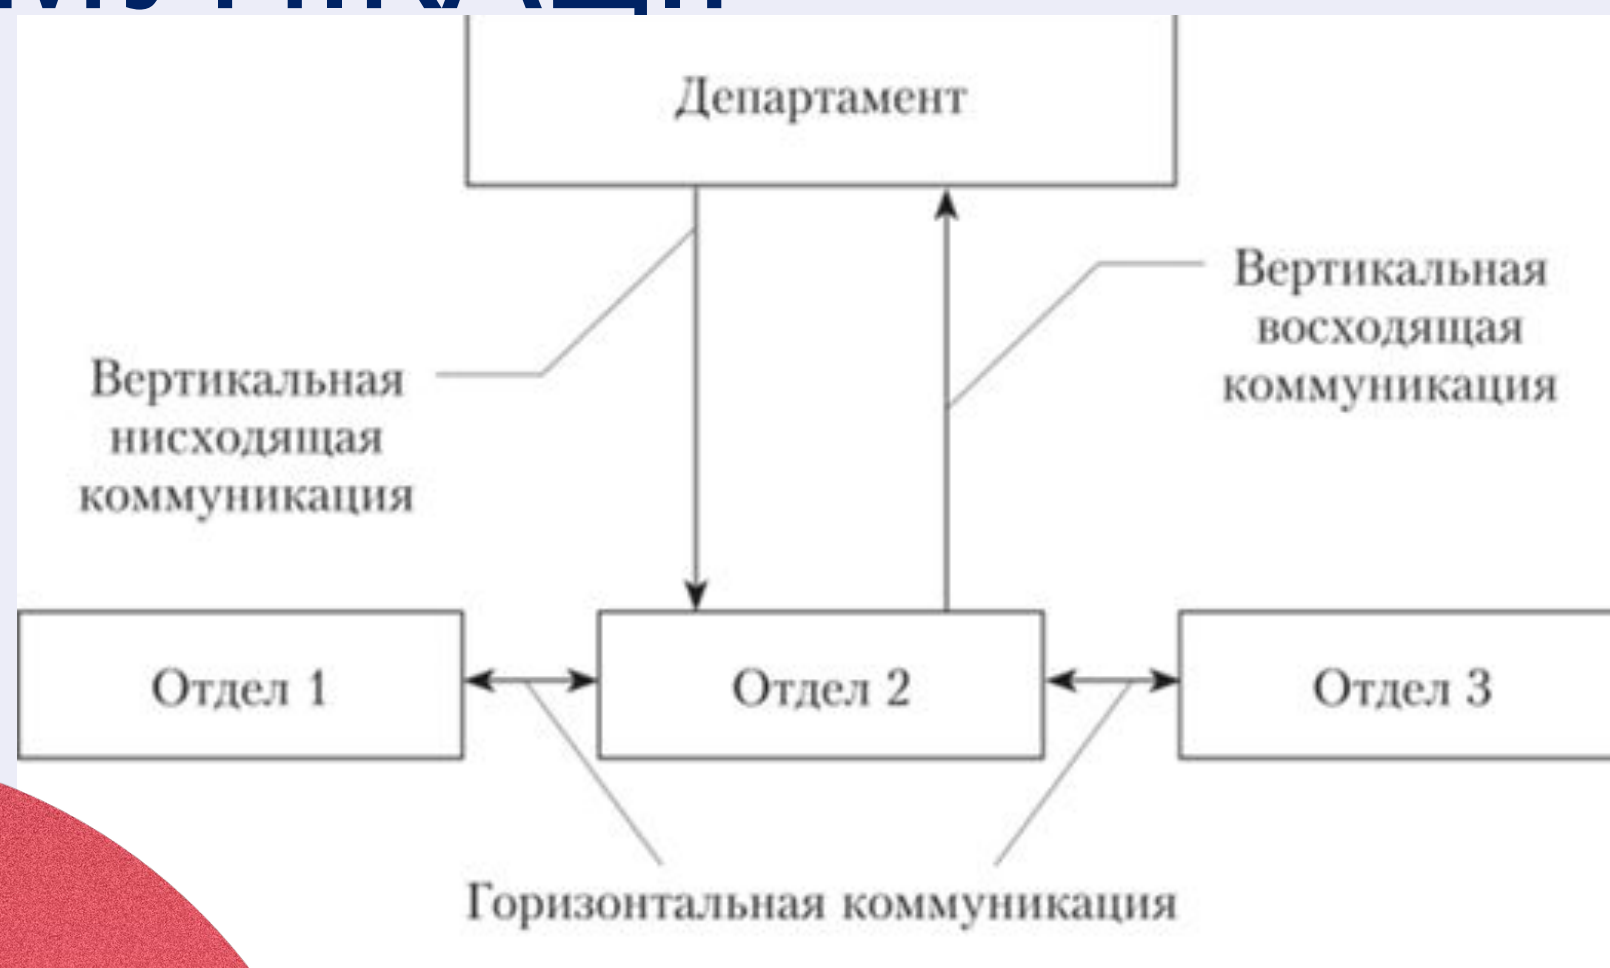 Департамент
Вертикальная
восходящая
коммуникация
Вертикальная
нисходящая
коммуникация
Отдел 1
Отдел 2
Отдел 3
Горизонтальная коммуникация